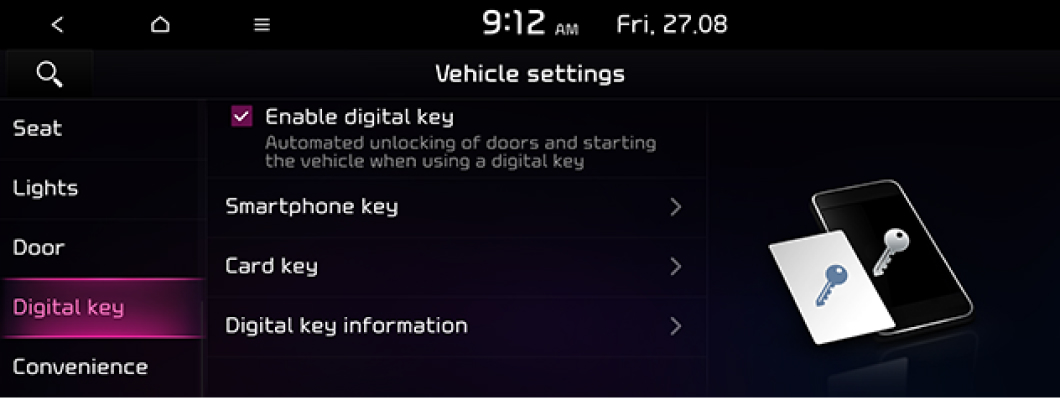 9:12 AM Fri, 27.08
Vehicle settings
Seat
Lights
Door
Digital key
Convenience
Enable digital key
Automated unlocking of doors and starting
the vehicle when using a digital key
Smartphone key
Card key
Digital key information